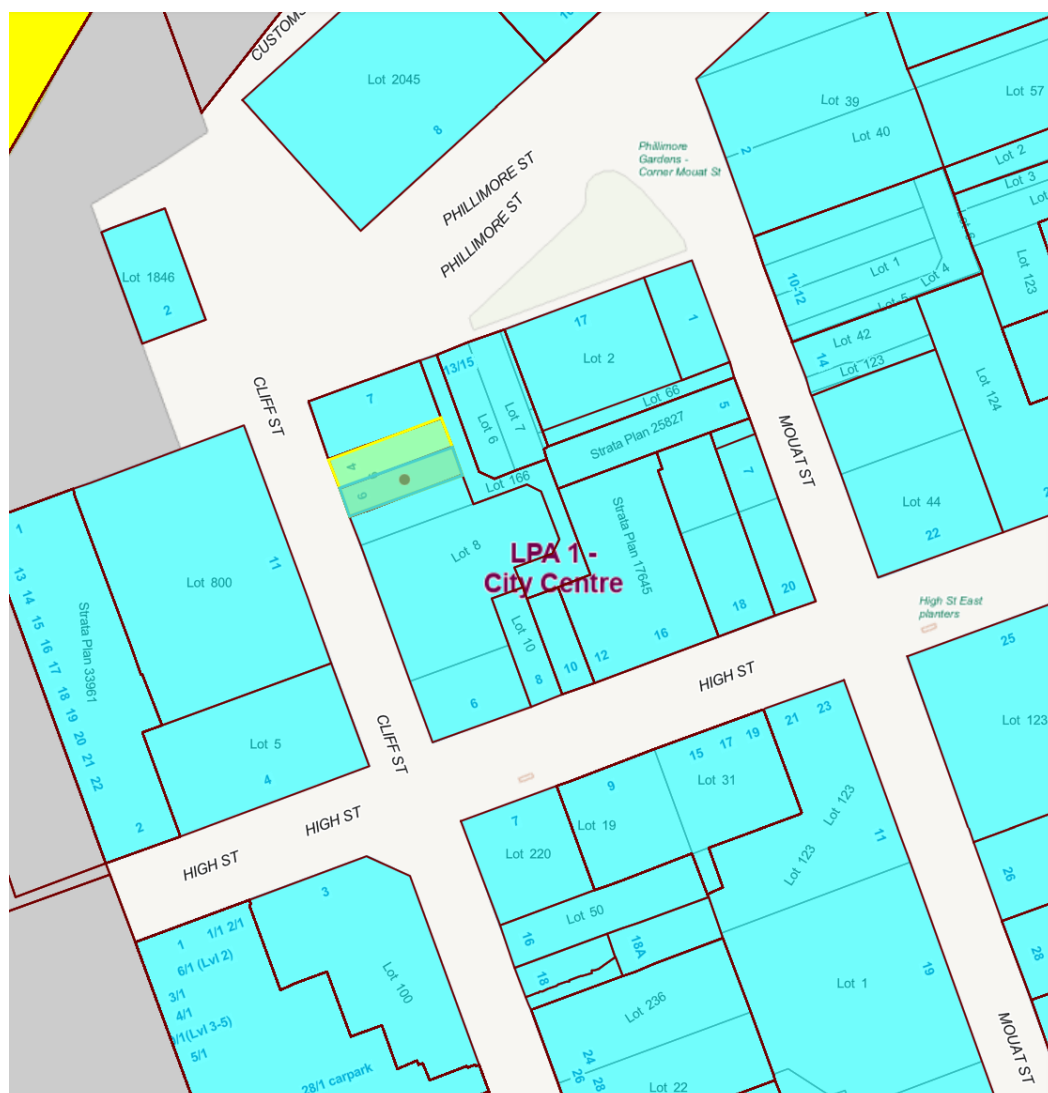 CUSTOMS
10
Lot 2045
8
Lot 39
Lot 40
2
Lot 57
Lot 2
Lot 3
Lot
Lot 6
Phillimore
Gardens -
Corner Mouat St
PHILLIMORE ST
PHILLIMORE ST
Lot 1846
2
Lot 1
Lot 4
Lot 5
10-12
Lot 123
Lot 42
14
Lot 123
Lot 124
17
1
Lot 2
13/15
Lot 7
Lot 6
Lot 66
5
Strata Plan 25827
7
CLIFF ST
MOUAT ST
4
6
Lot 166
7
Lot 44
22
Lot 8
LPA 1 -
City Centre
Strata Plan 17645
1
13
14
15
16
17
18
19
20
21
22
Strata Plan 33961
11
Lot 800
Lot 10
20
18
16
12
10
8
6
High St East
planters
25
HIGH ST
CLIFF ST
Lot 5
4
2
Lot 123
HIGH ST
HIGH ST
7
Lot 220
9
Lot 19
15
17
19
Lot 31
21
23
Lot 123
Lot 123
11
26
3
1
1/1 2/1
6/1 (Lvl 2)
3/1
4/1
/1(Lvl 3-5)
5/1
Lot 100
28/1 carpark
Lot 50
16
18
18A
Lot 236
24
26
28
Lot 22
Lot 1
19
28
MOUAT ST